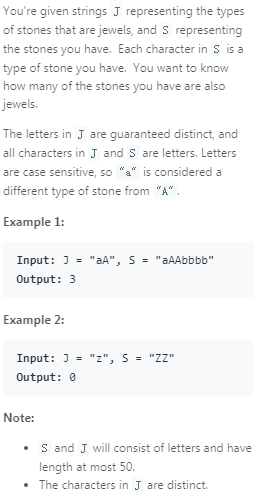 You're given strings J representing the types
of stones that are jewels, and S representing
the stones you have. Each character in S is a
type of stone you have. You want to know
how many of the stones you have are also
jewels.
The letters in J are guaranteed distinct, and
all characters in J and S are letters. Letters
are case sensitive, so "a" is considered a
different type of stone from "A".
Example 1:
Input: J = "aA", S = "aAAbbbb"
Output: 3
Example 2:
Input: J = "z", S = "ZZ"
Output: 0
Note:
• S and J will consist of letters and have
length at most 50.
• The characters in J are distinct.